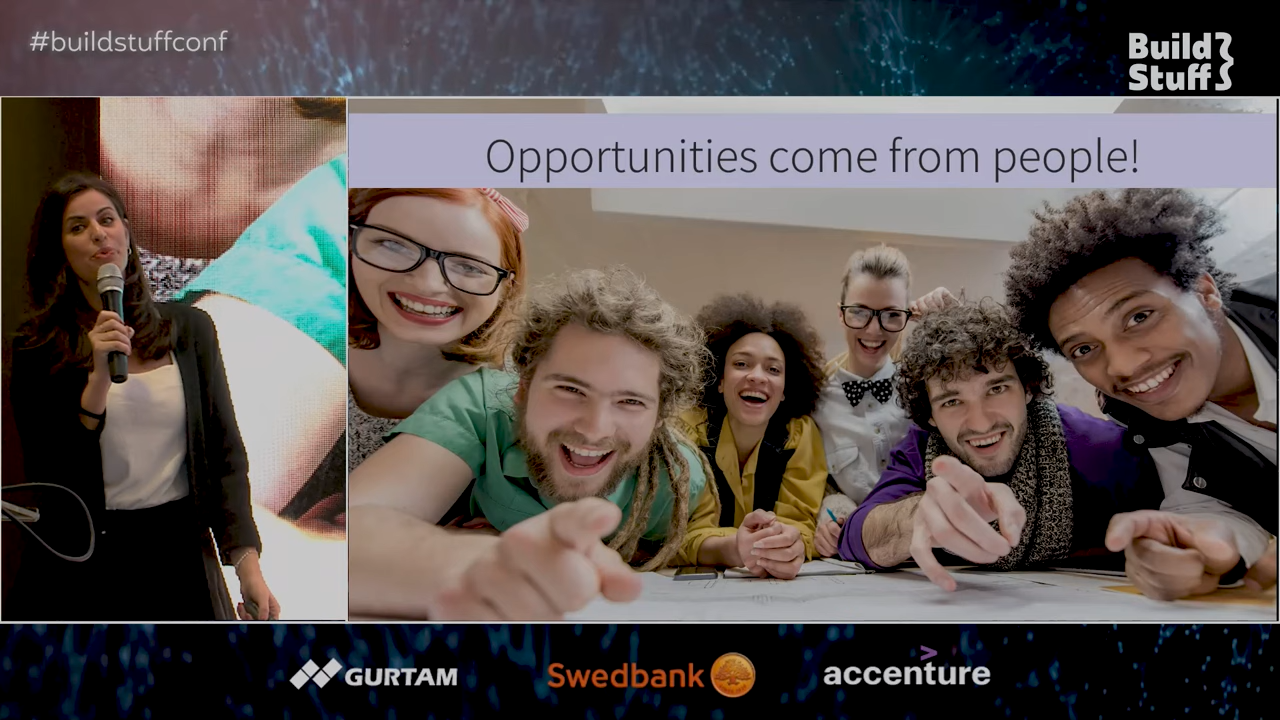 #buildstuffconf
Build
Stuff
Opportunities come from people!
GURTAM
Swedbank
accenture